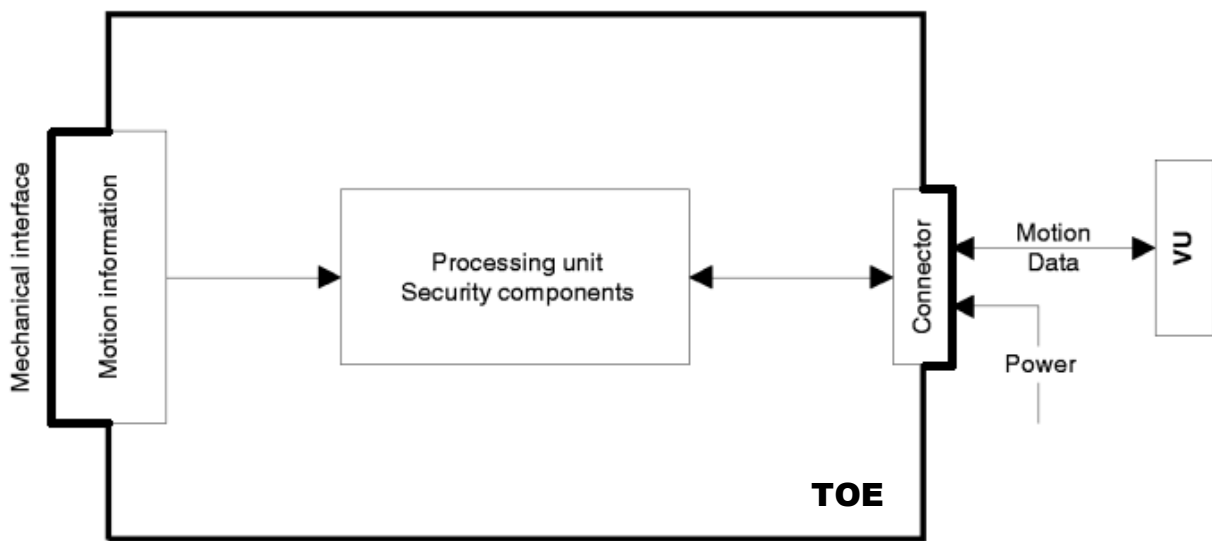 Mechanical interface
Motion information
Processing unit
Security components
Connector
Motion
Data
Power
VU
TOE